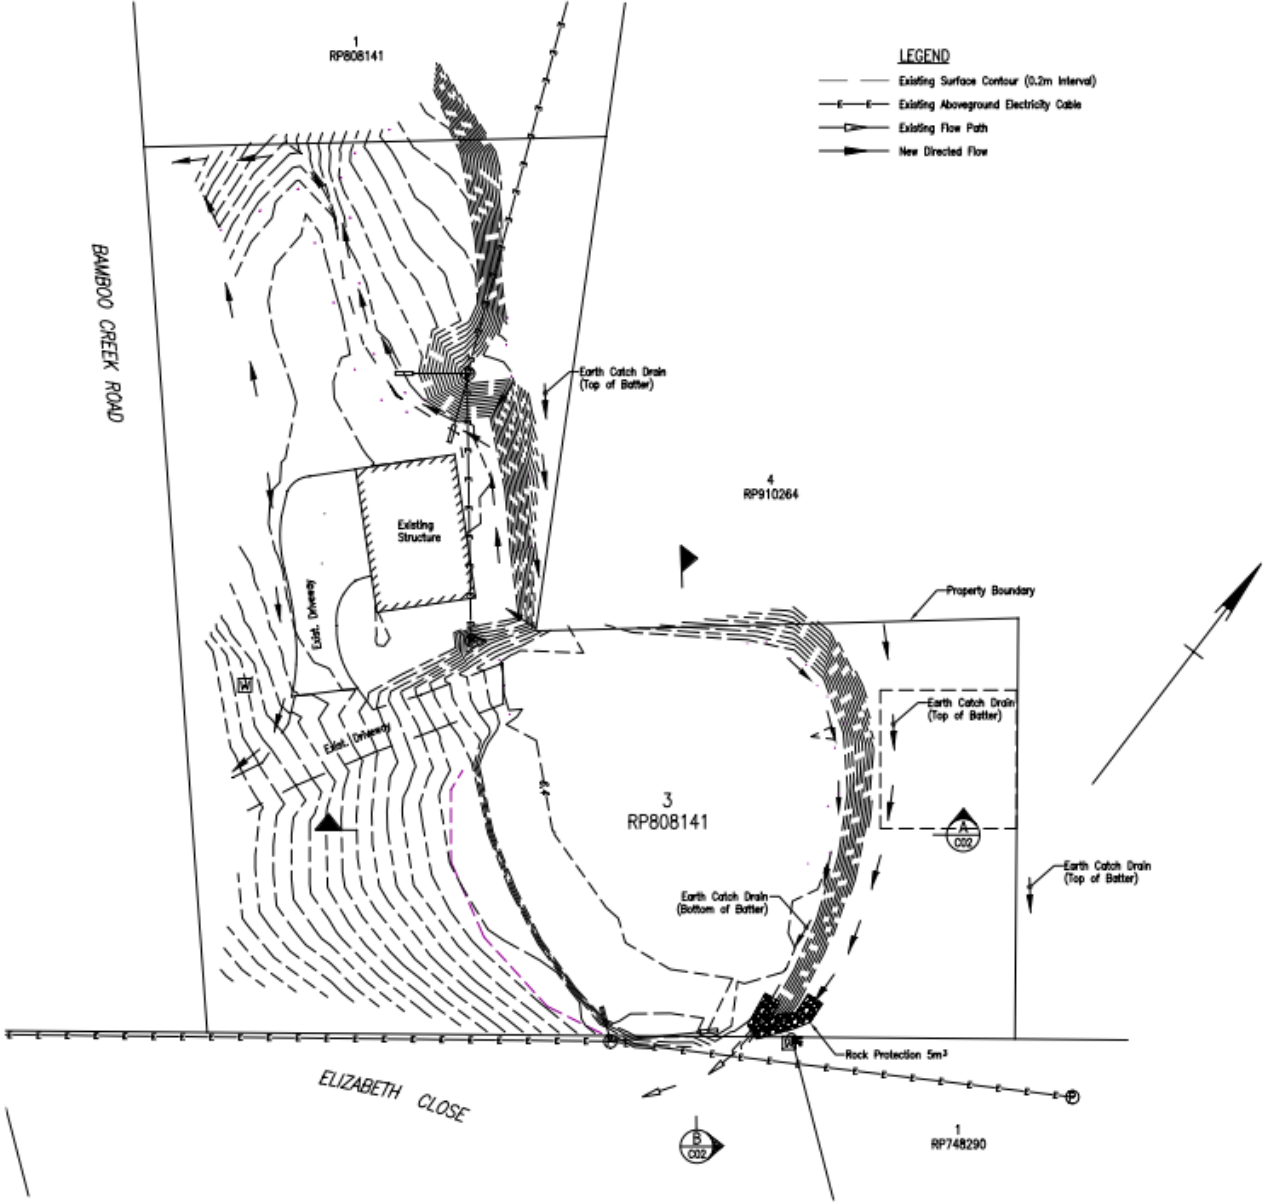 1
RP808141
LEGEND
Existing Surface Contour (0.2m Interval)
Existing Aboveground Electricity Cable
Existing Flow Path
New Directed Flow
BAMBOO CREEK ROAD
Earth Catch Drain
(Top of Batter)
4
RP910264
Existing
Structure
Exist. Driveway
Property Boundary
W
Earth Catch Drain
(Top of Batter)
Exist. Driveway
6.4
3
RP808141
A
C02
Earth Catch Drain
(Top of Batter)
Earth Catch Drain
(Bottom of Batter)
W
Rock Protection 5m³
P
P
ELIZABETH CLOSE
B
C02
1
RP748290